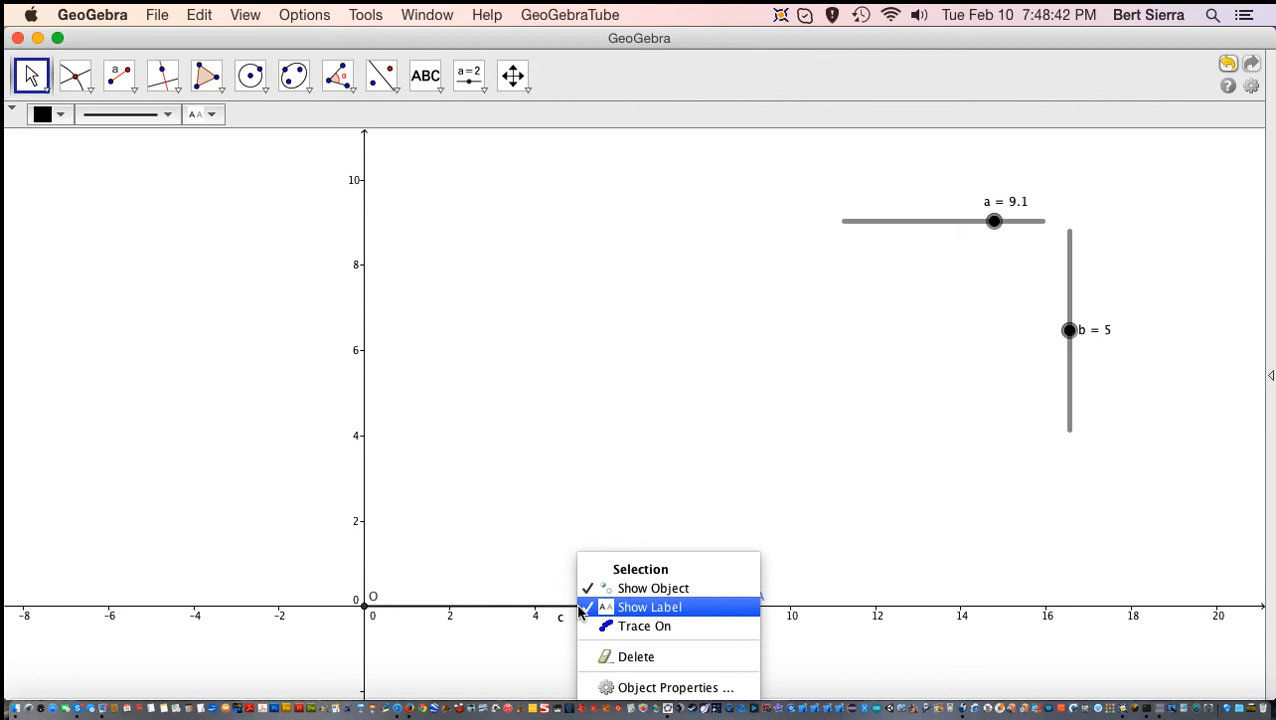 GeoGebra File Edit View Options Tools Window Help GeoGebraTube Tue Feb 10 7:48:42 PM Bert Sierra
GeoGebra
a α ABC a=2
A A
10
8
6
4
2
0
a = 9.1
b = 5
Selection
Show Object
O
A A Show Label
-8 -6 -4 -2 0 2 4 10 12 14 16 18 20
c
Trace On
Delete
Object Properties ...